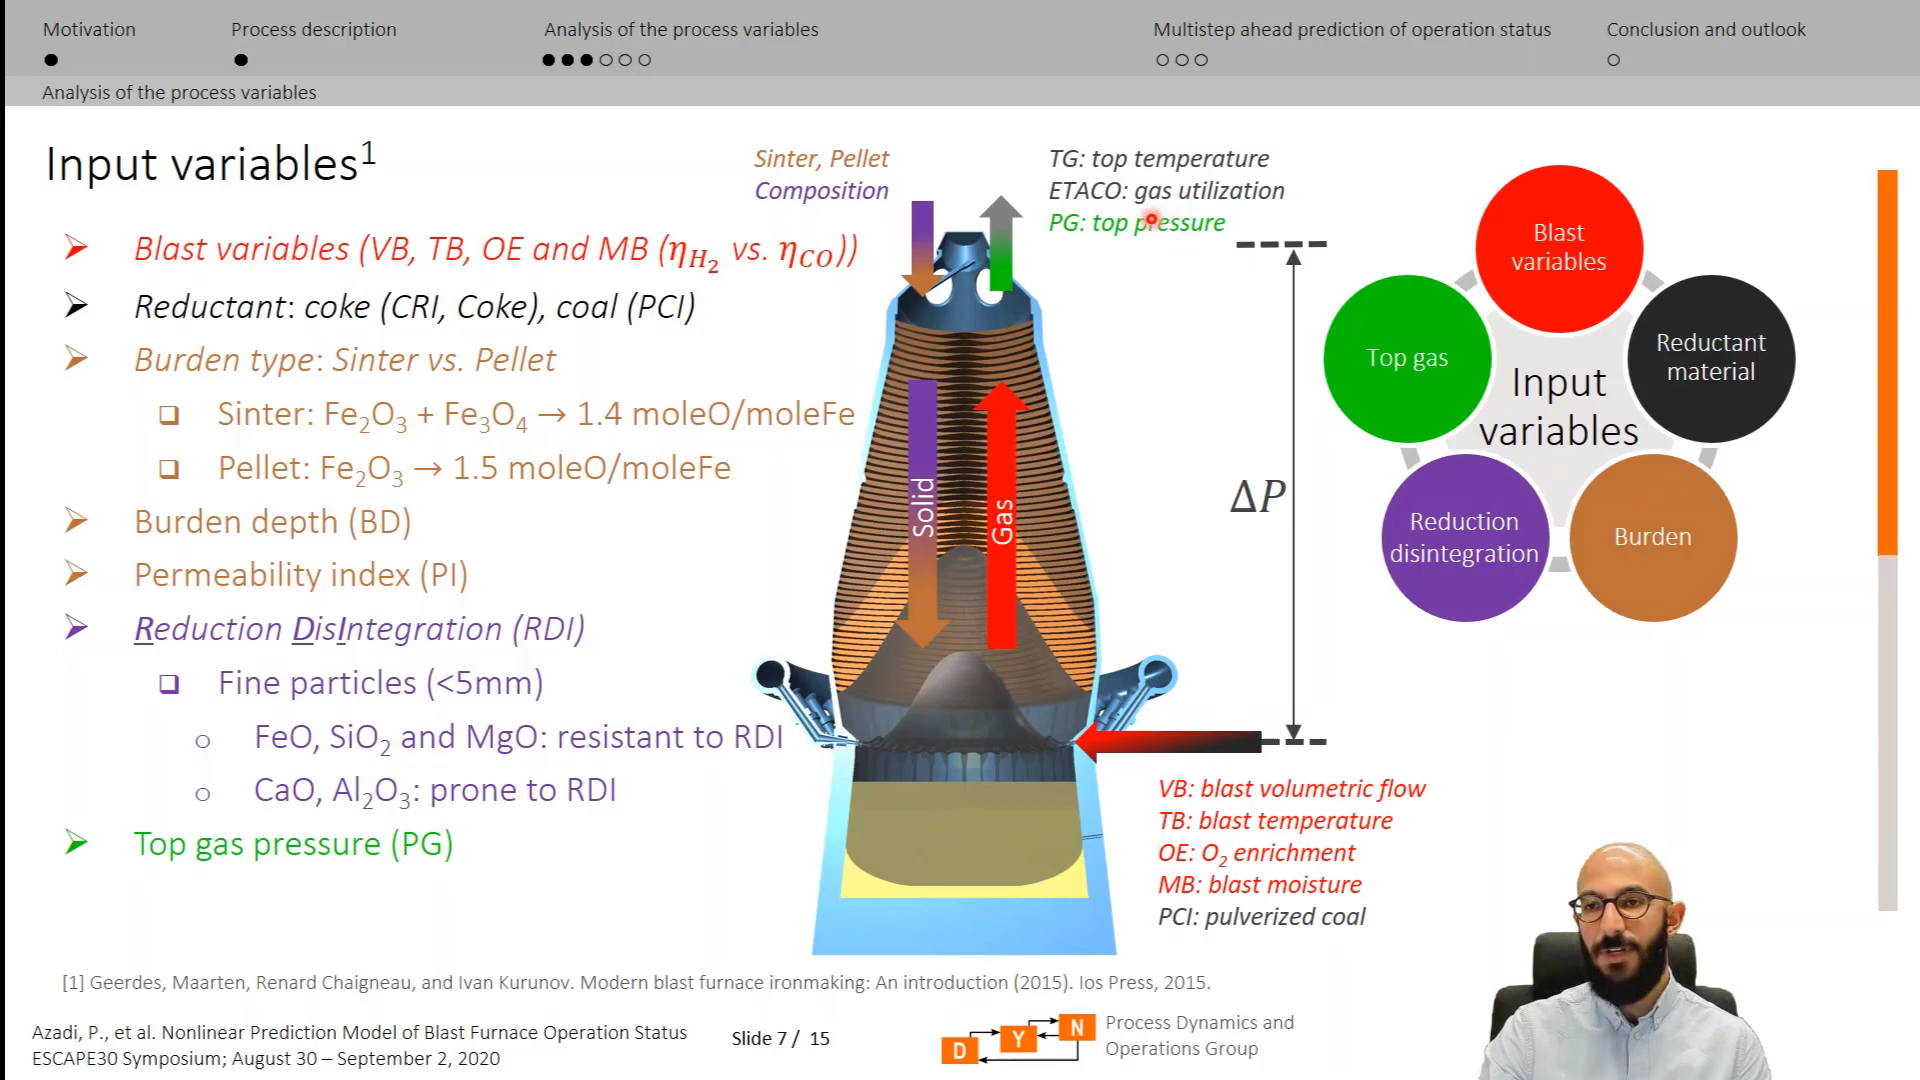 Motivation
Process description
Analysis of the process variables
Multistep ahead prediction of operation status
Conclusion and outlook
Analysis of the process variables
Input variables¹
Blast variables (VB, TB, OE and MB (η_H₂ vs. η_CO))
Reductant: coke (CRI, Coke), coal (PCI)
Burden type: Sinter vs. Pellet
Sinter: Fe₂O₃ + Fe₃O₄ → 1.4 moleO/moleFe
Pellet: Fe₂O₃ → 1.5 moleO/moleFe
Burden depth (BD)
Permeability index (PI)
Reduction DisIntegration (RDI)
Fine particles (<5mm)
FeO, SiO₂ and MgO: resistant to RDI
CaO, Al₂O₃: prone to RDI
Top gas pressure (PG)
Sinter, Pellet
Composition
TG: top temperature
ETACO: gas utilization
PG: top pressure
Solid
Gas
ΔP
VB: blast volumetric flow
TB: blast temperature
OE: O₂ enrichment
MB: blast moisture
PCI: pulverized coal
Blast
variables
Top gas
Reductant
material
Input
variables
Reduction
disintegration
Burden
[1] Geerdes, Maarten, Renard Chaigneau, and Ivan Kurunov. Modern blast furnace ironmaking: An introduction (2015). Ios Press, 2015.
Azadi, P., et al. Nonlinear Prediction Model of Blast Furnace Operation Status
ESCAPE30 Symposium; August 30 – September 2, 2020
Slide 7 / 15
D Y N
Process Dynamics and
Operations Group